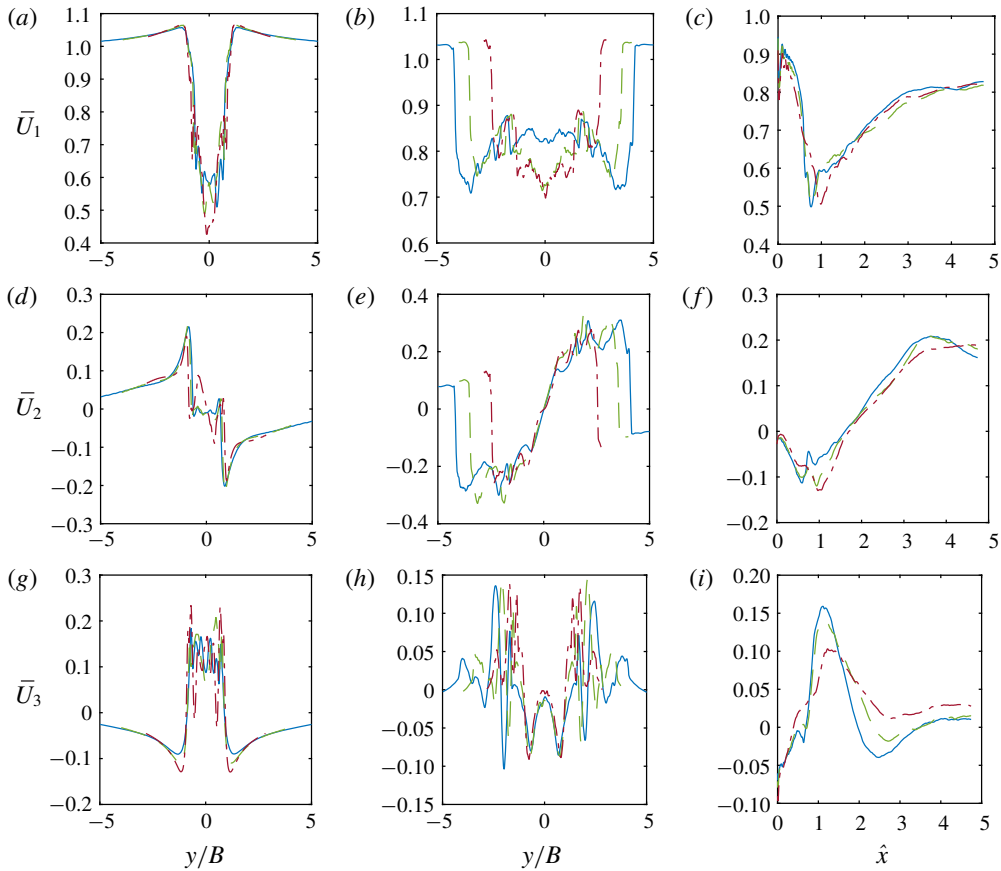 (a) (b) (c)
1.1 1.1 1.0
1.0 0.9
1.0
0.9
0.8
0.8 0.9
Ū1 0.7 0.7
0.8
0.6 0.6
0.5 0.7
0.5
0.4 0.6 0.4
−5 0 5 −5 0 5 0 1 2 3 4 5
(d) (e) (f)
0.3 0.4 0.3
0.2 0.2
0.2
0.1
0.1
Ū2 0 0
0
−0.1
−0.2 −0.1
−0.2
−0.3 −0.4 −0.2
−5 0 5 −5 0 5 0 1 2 3 4 5
(g) (h) (i)
0.3 0.15 0.20
0.2 0.10 0.15
0.05 0.10
0.1
Ū3 0 0.05
0
−0.05 0
−0.1 −0.10 −0.05
−0.2 −0.15 −0.10
−5 0 5 −5 0 5 0 1 2 3 4 5
y/B y/B x̂